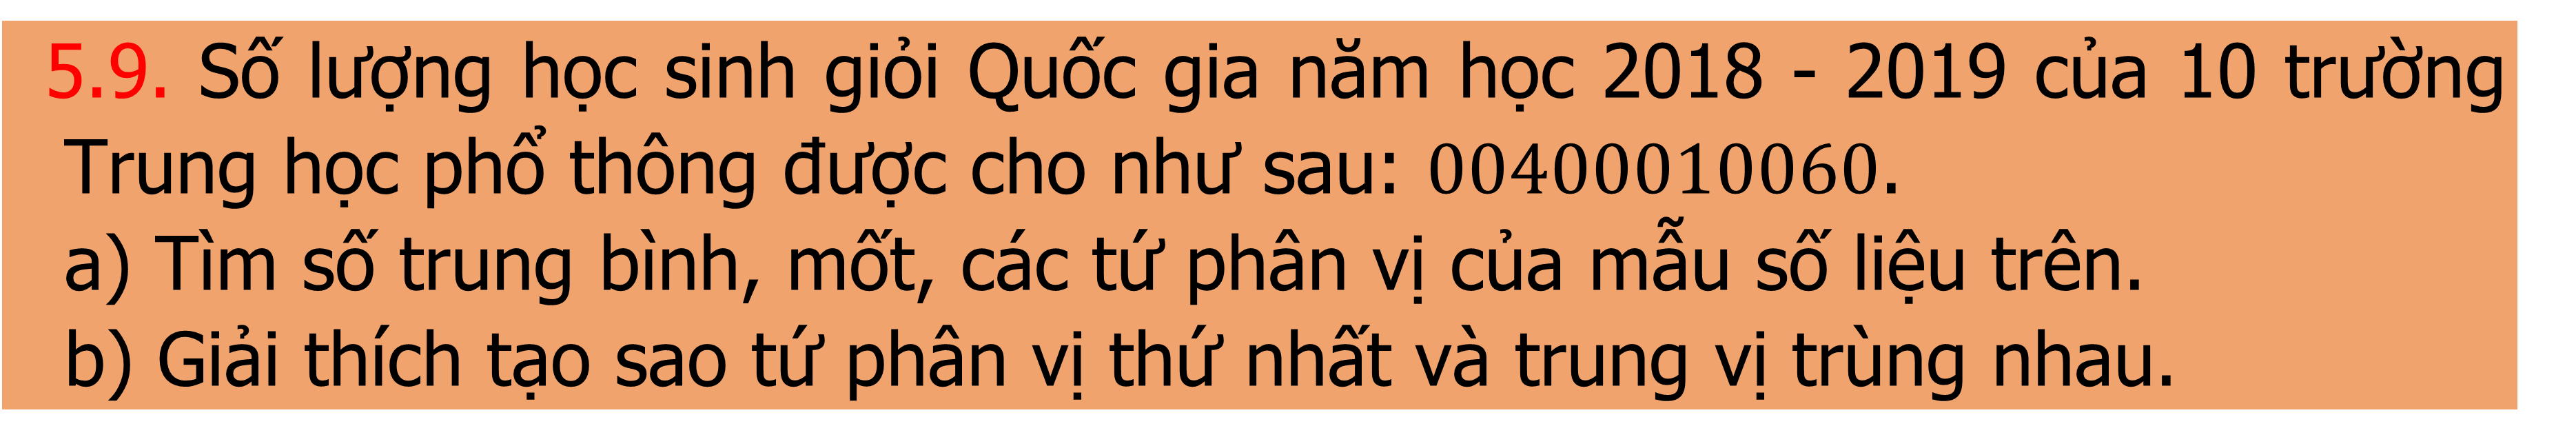 5.9. Số lượng học sinh giỏi Quốc gia năm học 2018 - 2019 của 10 trường
Trung học phổ thông được cho như sau: 00400010060.
a) Tìm số trung bình, mốt, các tứ phân vị của mẫu số liệu trên.
b) Giải thích tạo sao tứ phân vị thứ nhất và trung vị trùng nhau.